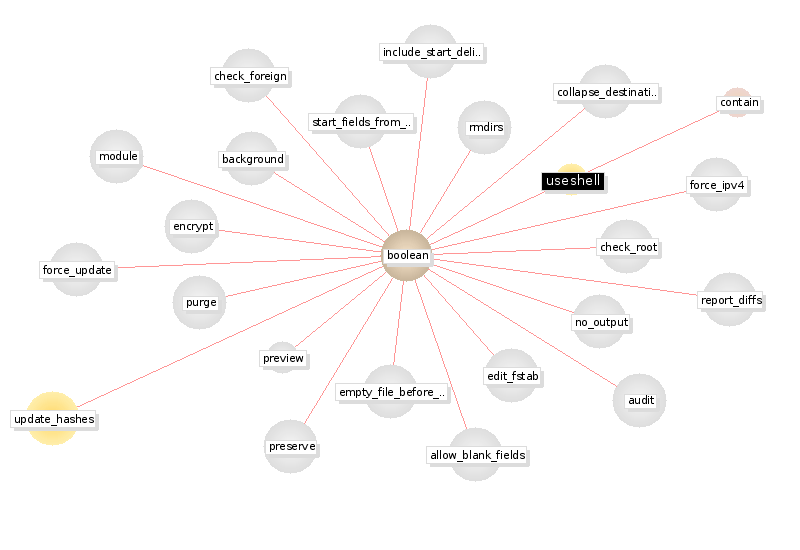 include_start_deli..
check_foreign
collapse_destinati..
contain
start_fields_from_..
rmdirs
module
background
useshell
force_ipv4
encrypt
check_root
boolean
force_update
purge
report_diffs
no_output
preview
edit_fstab
empty_file_before_..
audit
update_hashes
preserve
allow_blank_fields